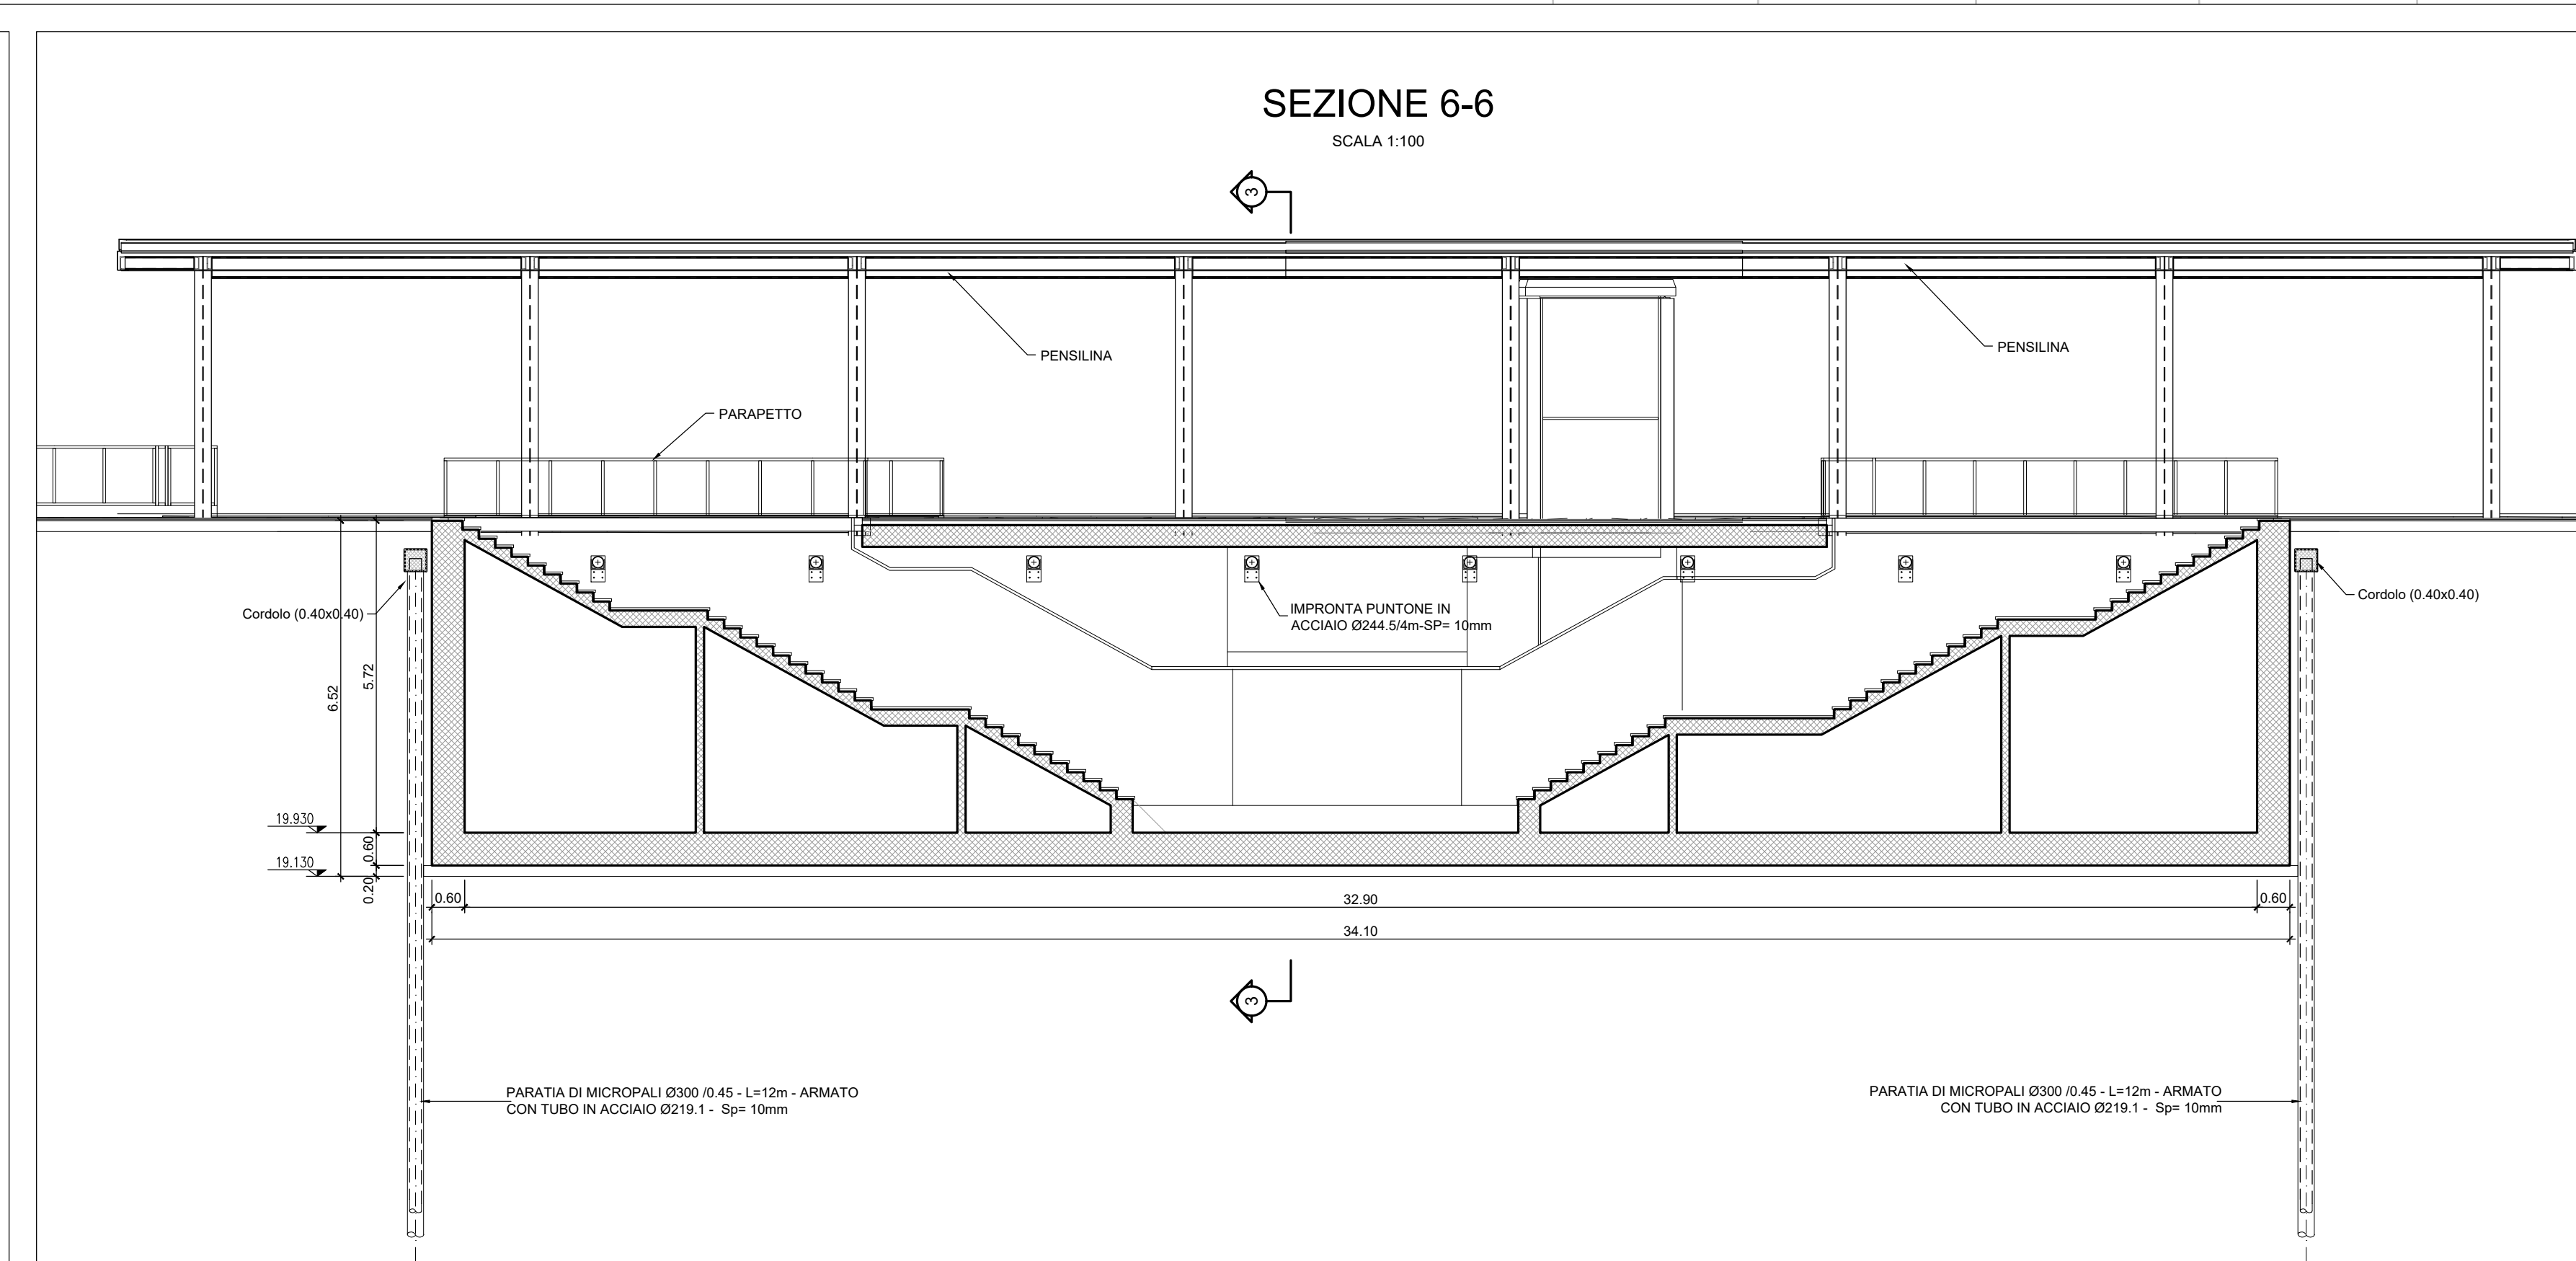 SEZIONE 6-6
SCALA 1:100
3
PENSILINA
PENSILINA
PARAPETTO
IMPRONTA PUNTONE IN
ACCIAIO Ø244.5/4m-SP= 10mm
Cordolo (0.40x0.40)
Cordolo (0.40x0.40)
6.52
5.72
0.60
0.20
19.930
19.130
0.60
32.90
0.60
34.10
3
PARATIA DI MICROPALI Ø300 /0.45 - L=12m - ARMATO
CON TUBO IN ACCIAIO Ø219.1 - Sp= 10mm
PARATIA DI MICROPALI Ø300 /0.45 - L=12m - ARMATO
CON TUBO IN ACCIAIO Ø219.1 - Sp= 10mm